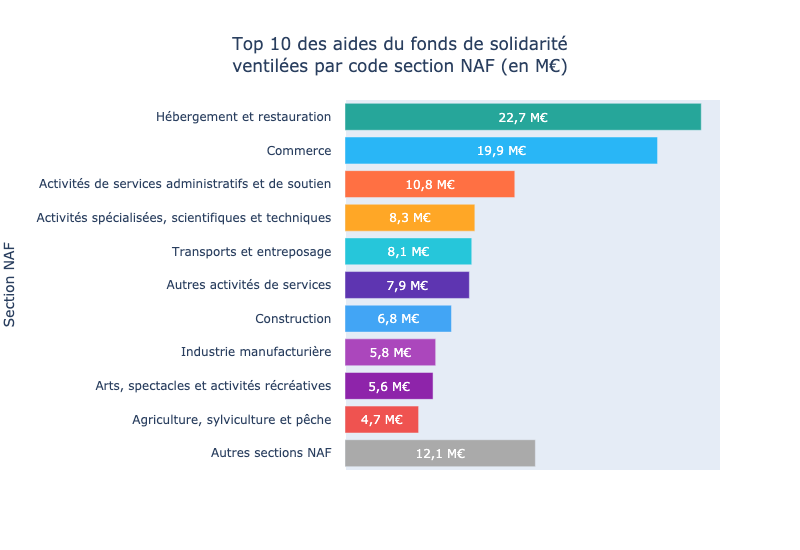 Top 10 des aides du fonds de solidarité
ventilées par code section NAF (en M€)
Section NAF
Hébergement et restauration 22,7 M€
Commerce 19,9 M€
Activités de services administratifs et de soutien 10,8 M€
Activités spécialisées, scientifiques et techniques 8,3 M€
Transports et entreposage 8,1 M€
Autres activités de services 7,9 M€
Construction 6,8 M€
Industrie manufacturière 5,8 M€
Arts, spectacles et activités récréatives 5,6 M€
Agriculture, sylviculture et pêche 4,7 M€
Autres sections NAF 12,1 M€